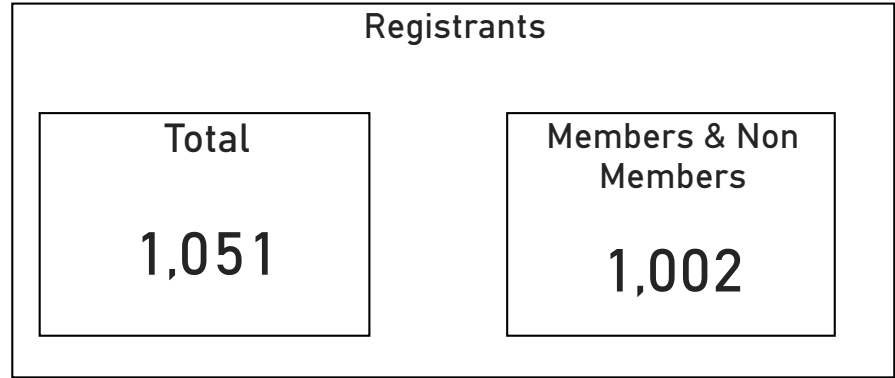 Registrants
Total
1,051
Members & Non
Members
1,002